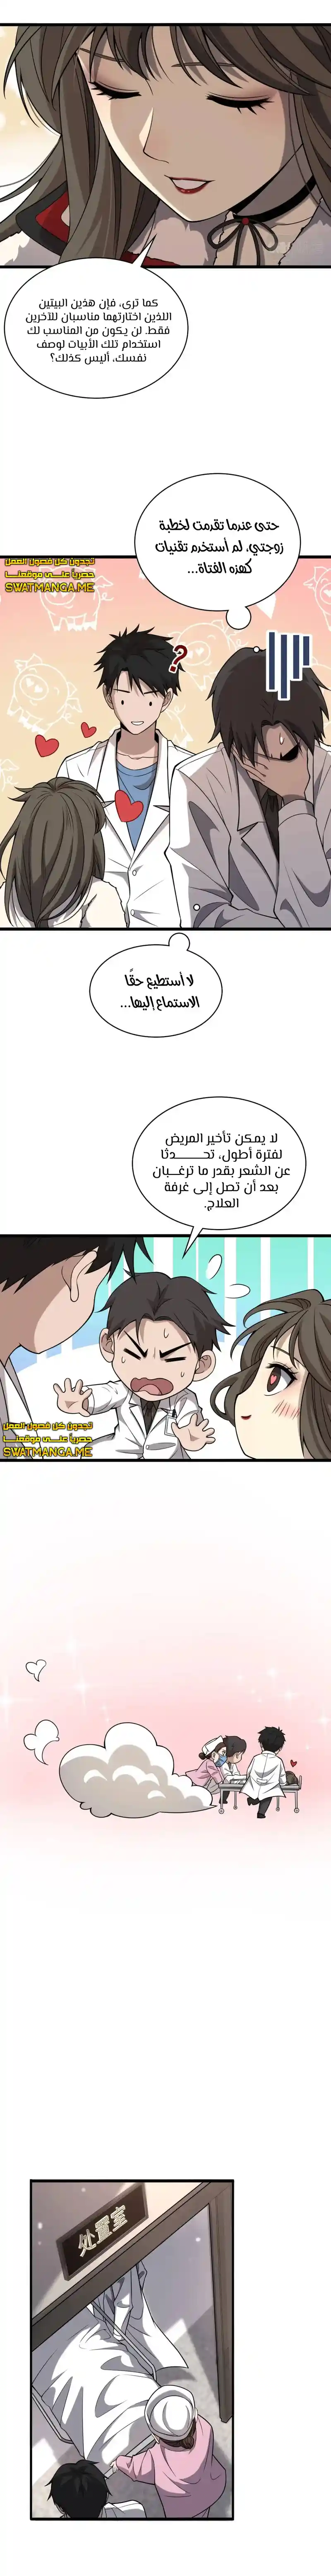 كما ترى، فإن هذين البيتين
اللذين اختارتهما مناسبان للآخرين
فقط. لن يكون من المناسب لك
استخدام تلك الأبيات لوصف
نفسك، أليس كذلك؟
حتى عندما تقدمت لخطبة
زوجتي، لم أستخدم تقنيات
كهذه الفتاة...
تجدون كل فصول العمل
حصرياً على موقعنا
SWATMANGA.ME
?
لا أستطيع حقًا
الاستماع إليها...
لا يمكن تأخير المريض
لفترة أطول، تحدثا
عن الشعر بقدر ما ترغبان
بعد أن تصل إلى غرفة
العلاج.
تجدون كل فصول العمل
حصرياً على موقعنا
SWATMANGA.ME
处置室